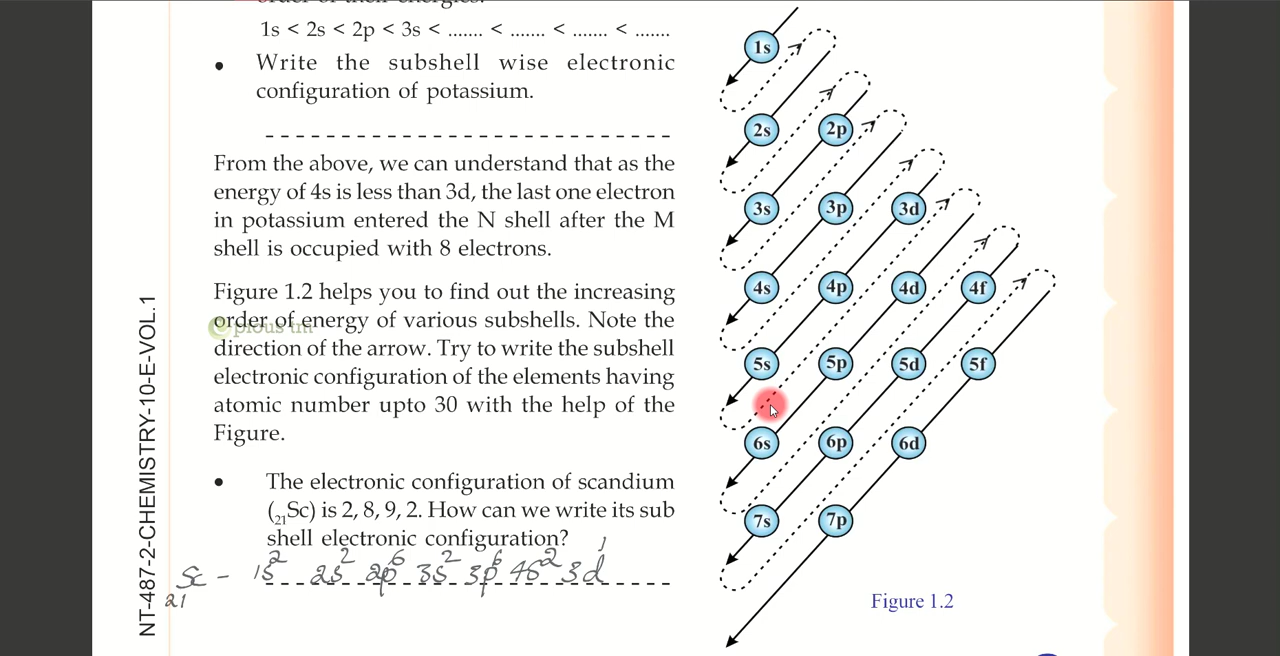 1s < 2s < 2p < 3s < ....... < ....... < ....... < .......
• Write the subshell wise electronic
configuration of potassium.
From the above, we can understand that as the
energy of 4s is less than 3d, the last one electron
in potassium entered the N shell after the M
shell is occupied with 8 electrons.
Figure 1.2 helps you to find out the increasing
order of energy of various subshells. Note the
direction of the arrow. Try to write the subshell
electronic configuration of the elements having
atomic number upto 30 with the help of the
Figure.
• The electronic configuration of scandium
(₂₁Sc) is 2, 8, 9, 2. How can we write its sub
shell electronic configuration?
₂₁Sc - 1s² 2s² 2p⁶ 3s² 3p⁶ 4s² 3d¹
NT-487-2-CHEMISTRY-10-E-VOL.1
1s
2s 2p
3s 3p 3d
4s 4p 4d 4f
5s 5p 5d 5f
6s 6p 6d
7s 7p
Figure 1.2